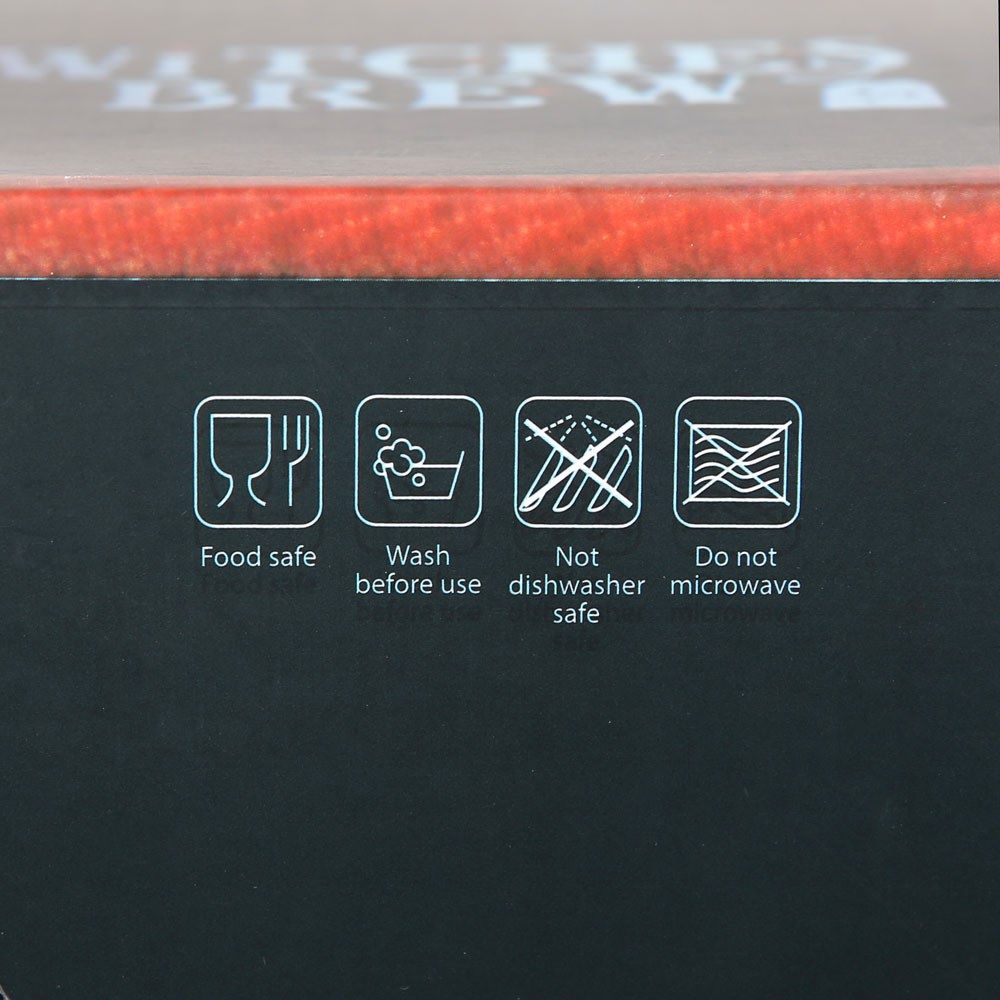 WITCHES
BREW
Food safe
Wash
before use
Not
dishwasher
safe
Do not
microwave